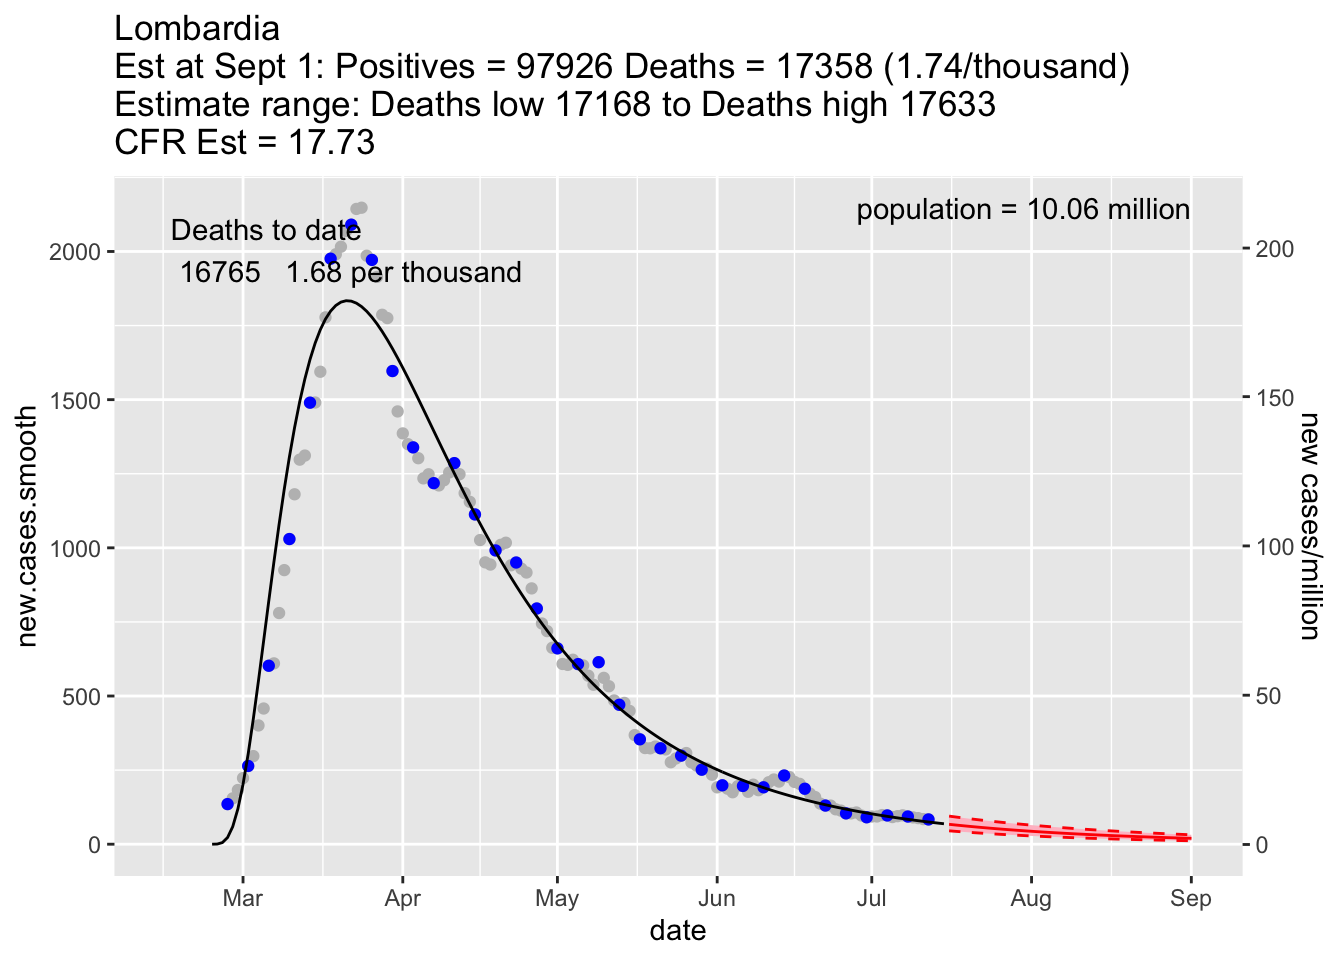 Lombardia
Est at Sept 1: Positives = 97926 Deaths = 17358 (1.74/thousand)
Estimate range: Deaths low 17168 to Deaths high 17633
CFR Est = 17.73
population = 10.06 million
Deaths to date
16765 1.68 per thousand
new.cases.smooth
2000
1500
1000
500
0
200
150
100
50
0
new cases/million
Mar Apr May Jun Jul Aug Sep
date